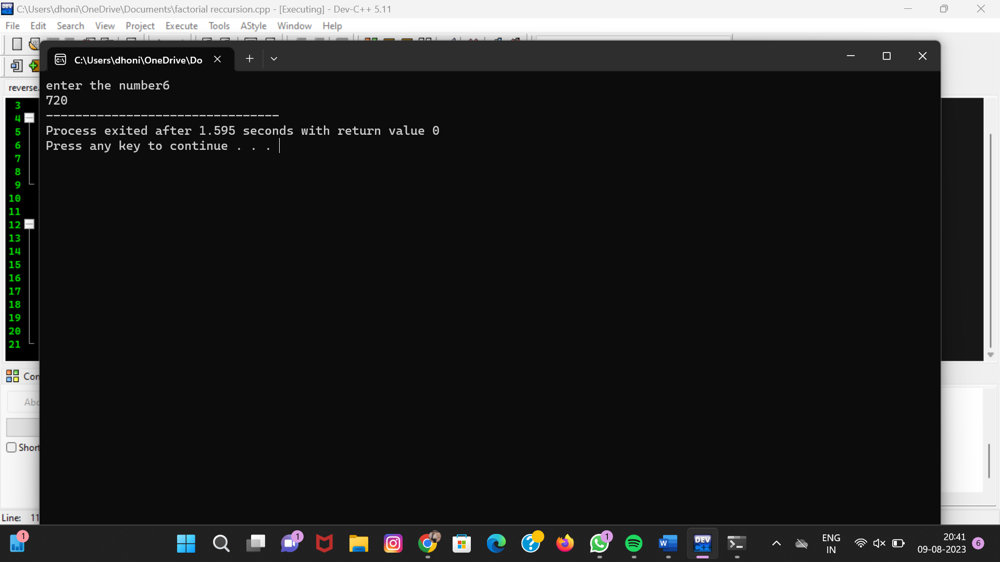 C:\Users\dhoni\OneDrive\Documents\factorial reccursion.cpp - [Executing] - Dev-C++ 5.11
File Edit Search View Project Execute Tools AStyle Window Help
C:\Users\dhoni\OneDrive\Do
reverse.
enter the number6
720
--------------------------------
Process exited after 1.595 seconds with return value 0
Press any key to continue . . .
3
4
5
6
7
8
9
10
11
12
13
14
15
16
17
18
19
20
21
Com
Abo
Short
Line: 11
1
1
1
W
DEV C++
ENG
IN
20:41
09-08-2023
6